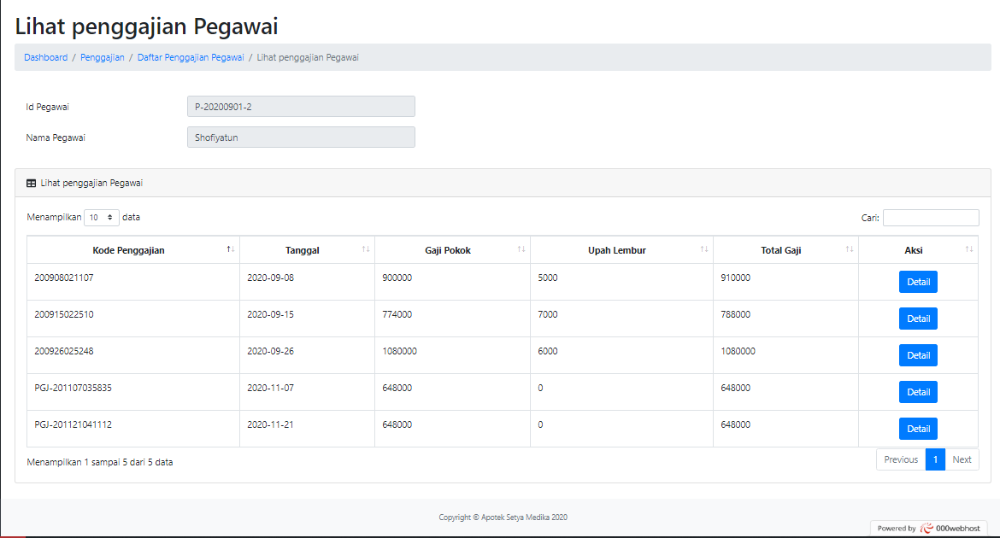 Lihat penggajian Pegawai
Dashboard / Penggajian / Daftar Penggajian Pegawai / Lihat penggajian Pegawai
Id Pegawai P-20200901-2
Nama Pegawai Shofiyatun
Lihat penggajian Pegawai
Menampilkan 10 data Cari:
Kode Penggajian Tanggal Gaji Pokok Upah Lembur Total Gaji Aksi
200908021107 2020-09-08 900000 5000 910000 Detail
200915022510 2020-09-15 774000 7000 788000 Detail
200926025248 2020-09-26 1080000 6000 1080000 Detail
PGJ-201107035835 2020-11-07 648000 0 648000 Detail
PGJ-201121041112 2020-11-21 648000 0 648000 Detail
Menampilkan 1 sampai 5 dari 5 data Previous 1 Next
Copyright © Apotek Setya Medika 2020
Powered by 000webhost